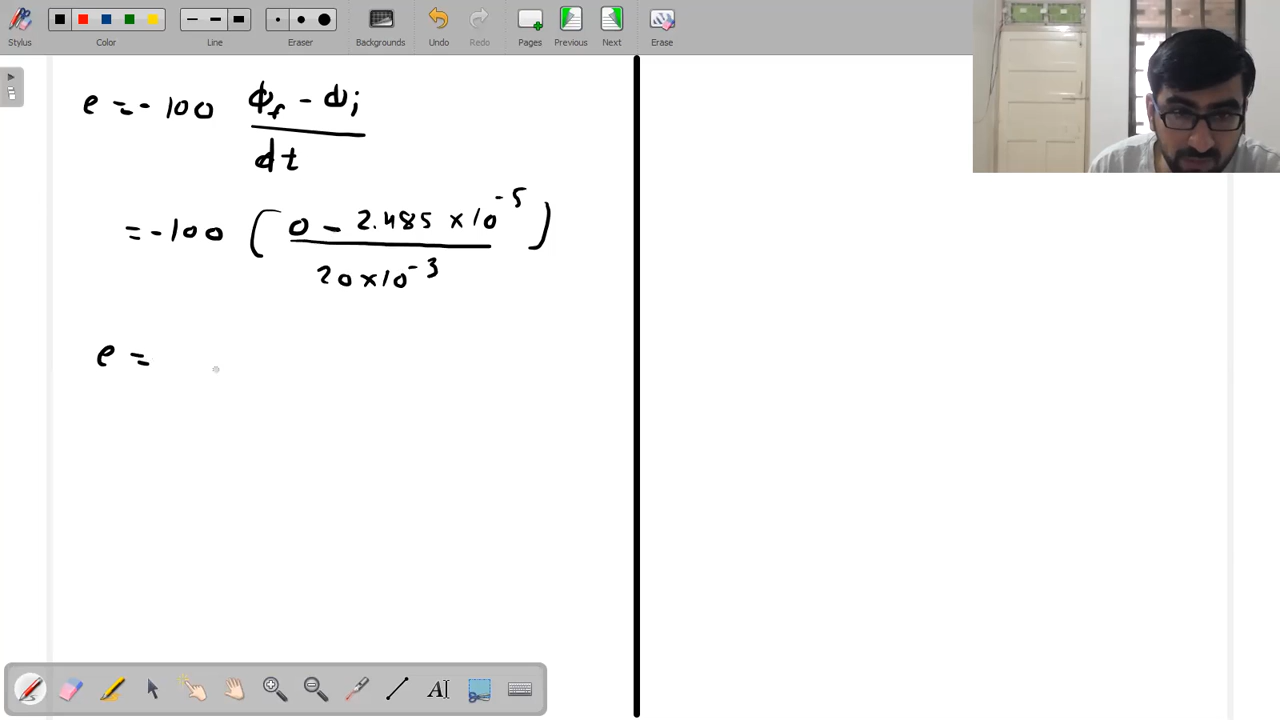 Stylus
Color
Line
Eraser
Backgrounds
Undo
Redo
Pages
Previous
Next
Erase
e = - 100 (ϕf - ϕi) / dt
= - 100 ( (0 - 2.485 × 10^-5) / (20 × 10^-3) )
e =
AI